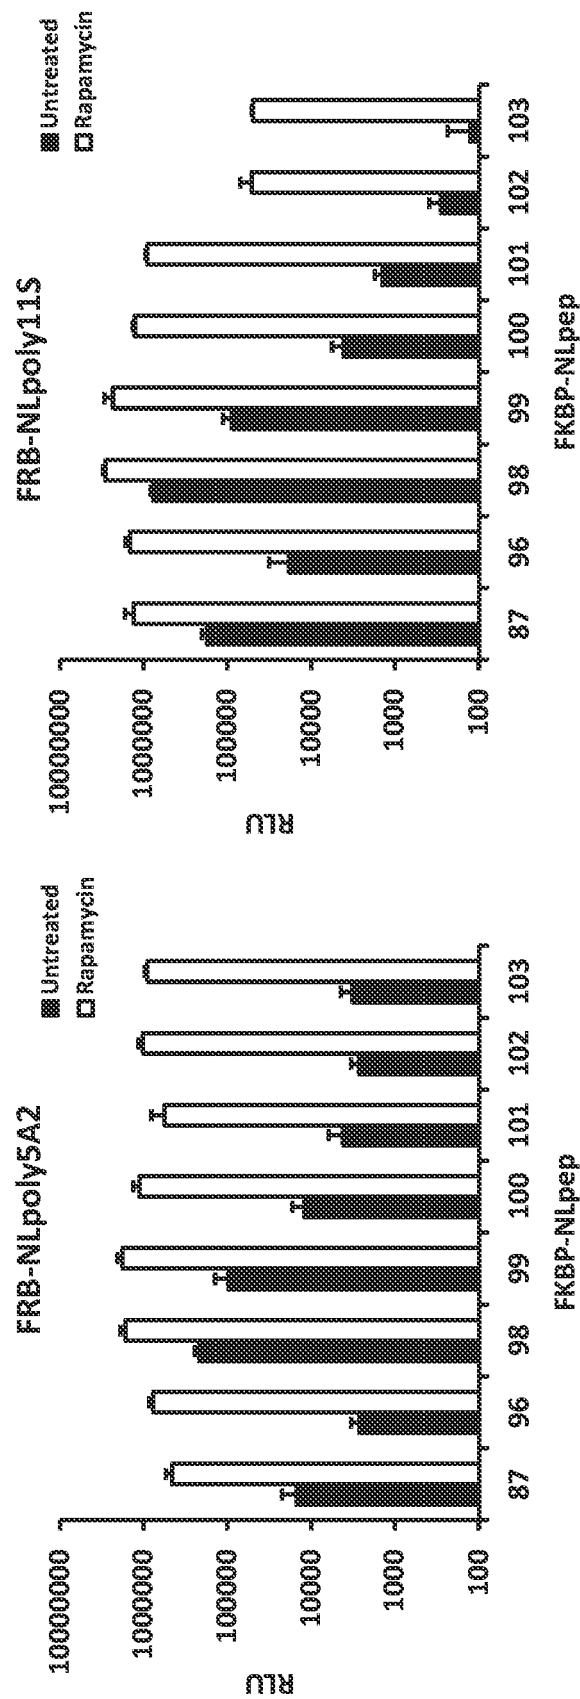 FRB-NLpoly5A2
Untreated
Rapamycin
10000000
1000000
100000
10000
1000
100
RLU
87 96 98 99 100 101 102 103
FKBP-NLpep
FRB-NLpoly11S
Untreated
Rapamycin
10000000
1000000
100000
10000
1000
100
RLU
87 96 98 99 100 101 102 103
FKBP-NLpep